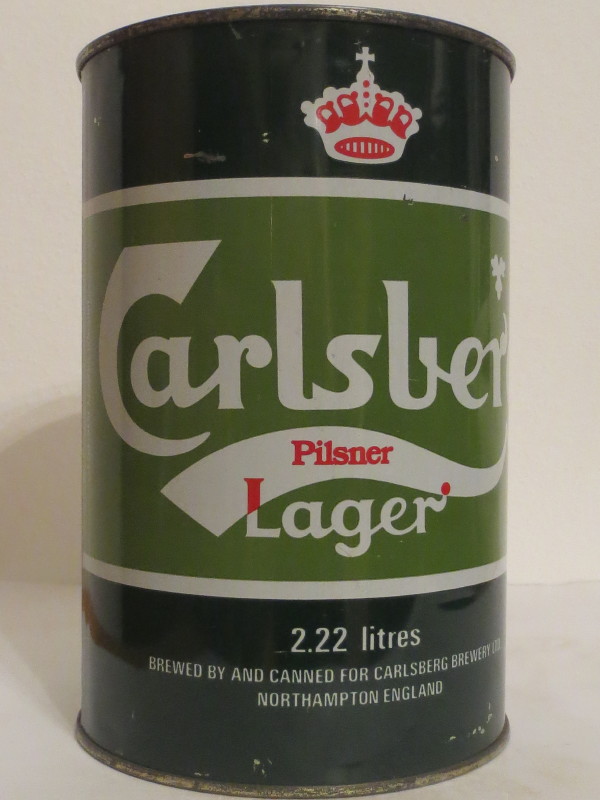 Carlsber
Pilsner
Lager
2.22 litres
BREWED BY AND CANNED FOR CARLSBERG BREWERY LTD.
NORTHAMPTON ENGLAND